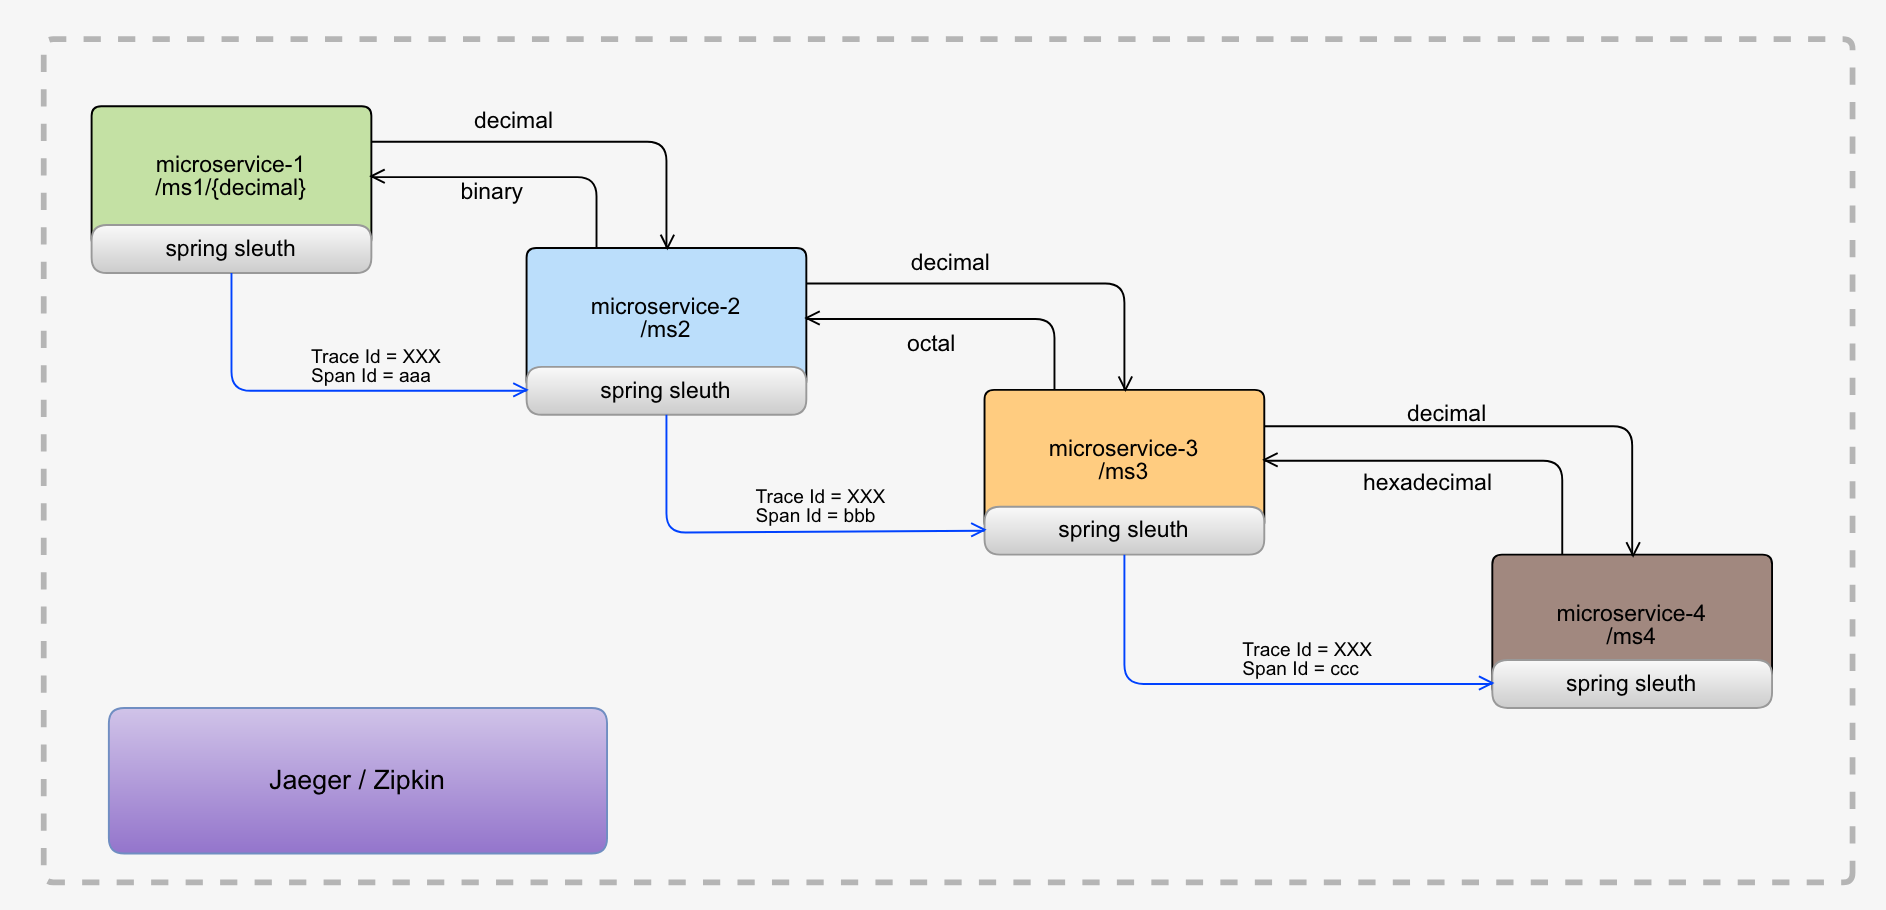 decimal
microservice-1
/ms1/{decimal}
binary
spring sleuth
decimal
microservice-2
/ms2
octal
Trace Id = XXX
Span Id = aaa
spring sleuth
decimal
microservice-3
/ms3
hexadecimal
Trace Id = XXX
Span Id = bbb
spring sleuth
microservice-4
/ms4
Trace Id = XXX
Span Id = ccc
spring sleuth
Jaeger / Zipkin